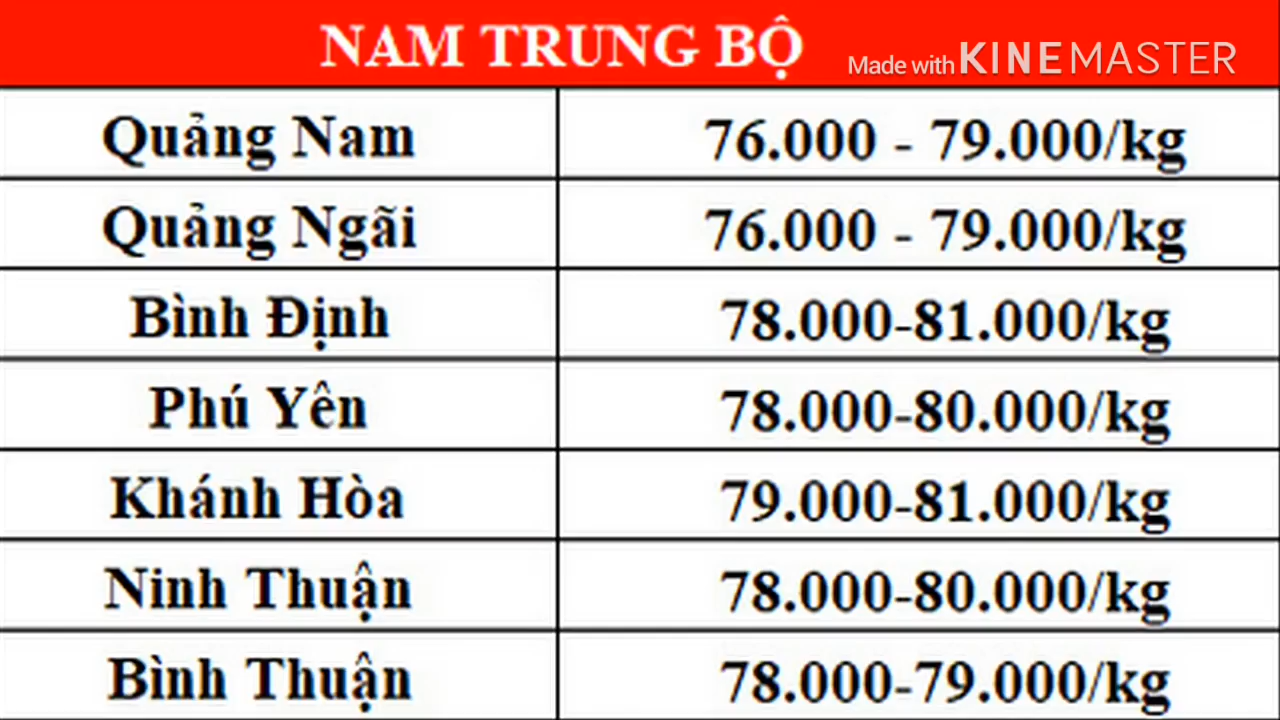 NAM TRUNG BỘ
Made with KINEMASTER
Quảng Nam 76.000 - 79.000/kg
Quảng Ngãi 76.000 - 79.000/kg
Bình Định 78.000-81.000/kg
Phú Yên 78.000-80.000/kg
Khánh Hòa 79.000-81.000/kg
Ninh Thuận 78.000-80.000/kg
Bình Thuận 78.000-79.000/kg